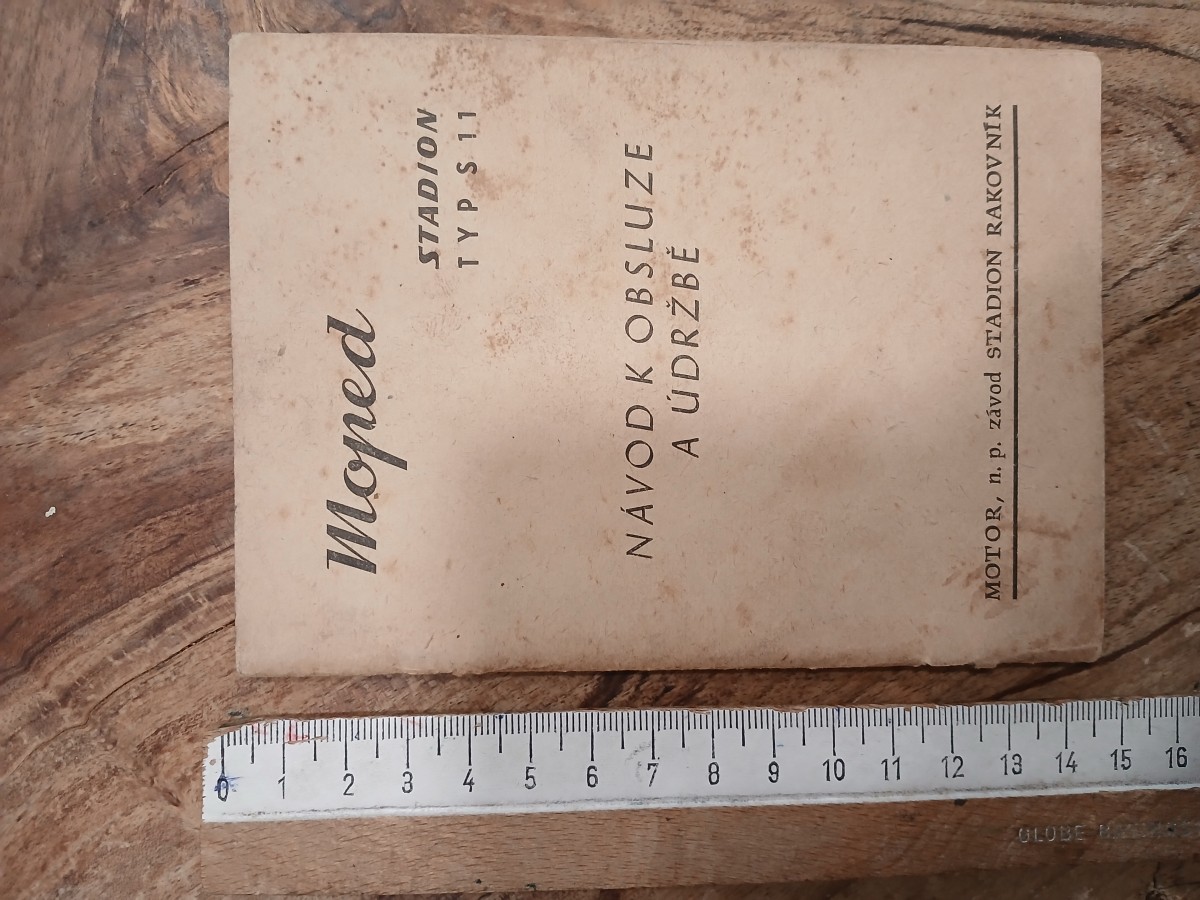 Moped
STADION
TYP S 11
NÁVOD K OBSLUZE
A ÚDRŽBĚ
MOTOR, n. p. závod STADION RAKOVNÍK
0 1 2 3 4 5 6 7 8 9 10 11 12 13 14 15 16
GLOBE